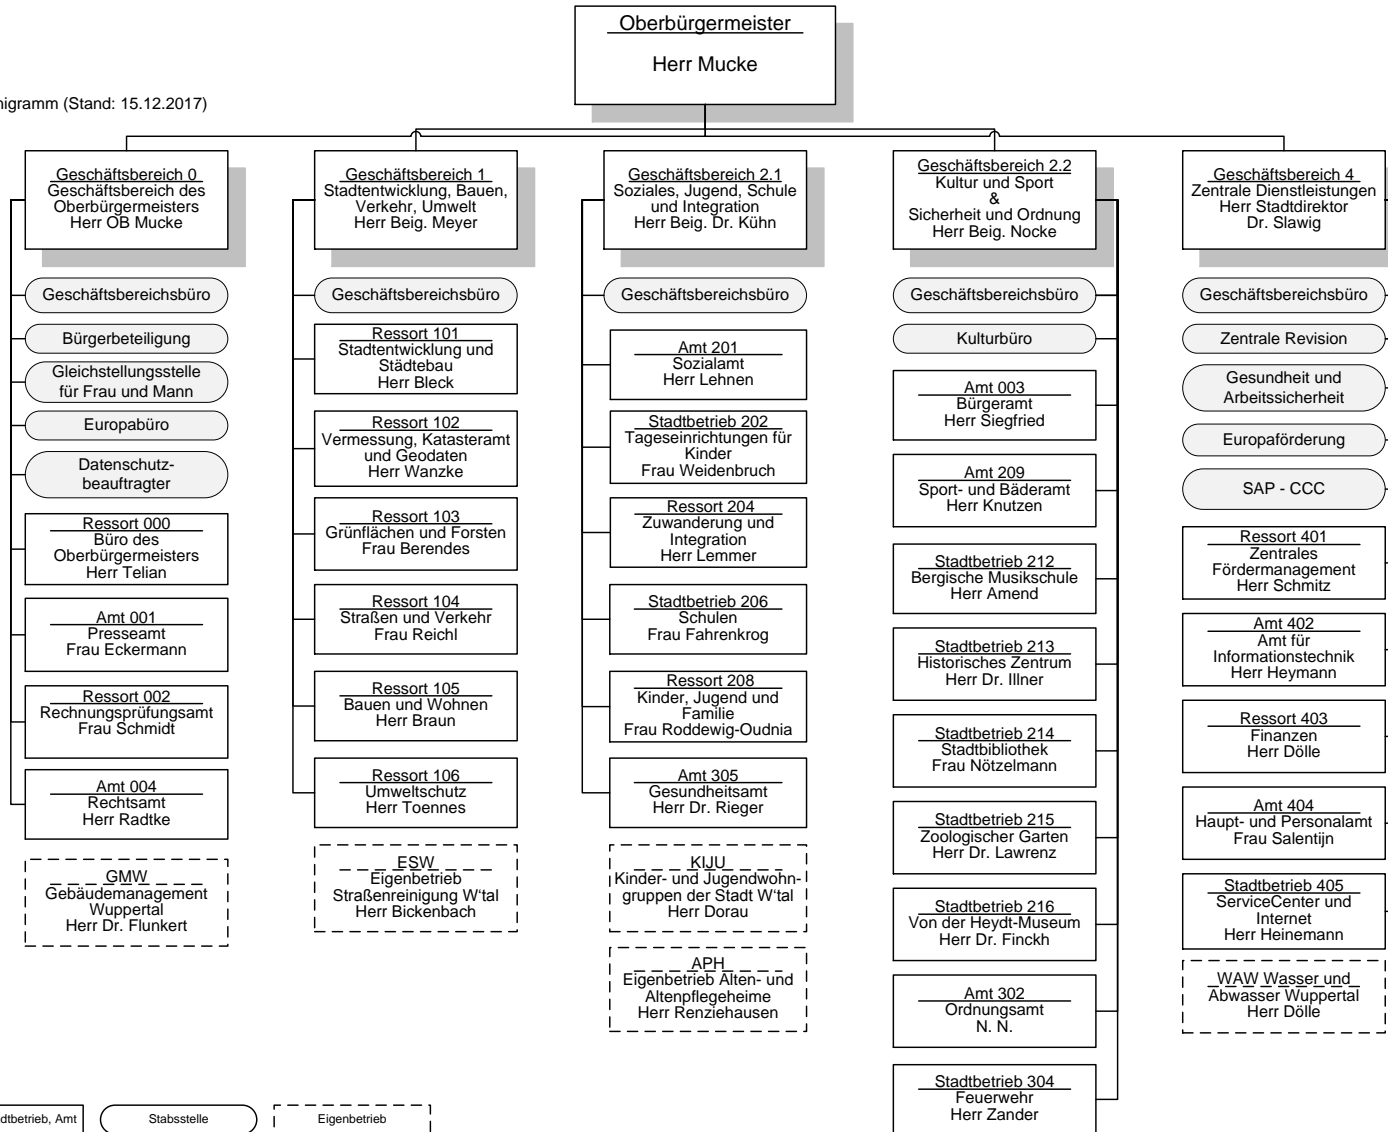 Oberbürgermeister
Herr Mucke
nigramm (Stand: 15.12.2017)
Geschäftsbereich 0
Geschäftsbereich des
Oberbürgermeisters
Herr OB Mucke
Geschäftsbereichsbüro
Bürgerbeteiligung
Gleichstellungsstelle
für Frau und Mann
Europabüro
Datenschutz-
beauftragter
Ressort 000
Büro des
Oberbürgermeisters
Herr Telian
Amt 001
Presseamt
Frau Eckermann
Ressort 002
Rechnungsprüfungsamt
Frau Schmidt
Amt 004
Rechtsamt
Herr Radtke
GMW
Gebäudemanagement
Wuppertal
Herr Dr. Flunkert
Geschäftsbereich 1
Stadtentwicklung, Bauen,
Verkehr, Umwelt
Herr Beig. Meyer
Geschäftsbereichsbüro
Ressort 101
Stadtentwicklung und
Städtebau
Herr Bleck
Ressort 102
Vermessung, Katasteramt
und Geodaten
Herr Wanzke
Ressort 103
Grünflächen und Forsten
Frau Berendes
Ressort 104
Straßen und Verkehr
Frau Reichl
Ressort 105
Bauen und Wohnen
Herr Braun
Ressort 106
Umweltschutz
Herr Toennes
ESW
Eigenbetrieb
Straßenreinigung W'tal
Herr Bickenbach
Geschäftsbereich 2.1
Soziales, Jugend, Schule
und Integration
Herr Beig. Dr. Kühn
Geschäftsbereichsbüro
Amt 201
Sozialamt
Herr Lehnen
Stadtbetrieb 202
Tageseinrichtungen für
Kinder
Frau Weidenbruch
Ressort 204
Zuwanderung und
Integration
Herr Lemmer
Stadtbetrieb 206
Schulen
Frau Fahrenkrog
Ressort 208
Kinder, Jugend und
Familie
Frau Roddewig-Oudnia
Amt 305
Gesundheitsamt
Herr Dr. Rieger
KIJU
Kinder- und Jugendwohn-
gruppen der Stadt W'tal
Herr Dorau
APH
Eigenbetrieb Alten- und
Altenpflegeheime
Herr Renziehausen
Geschäftsbereich 2.2
Kultur und Sport
&
Sicherheit und Ordnung
Herr Beig. Nocke
Geschäftsbereichsbüro
Kulturbüro
Amt 003
Bürgeramt
Herr Siegfried
Amt 209
Sport- und Bäderamt
Herr Knutzen
Stadtbetrieb 212
Bergische Musikschule
Herr Amend
Stadtbetrieb 213
Historisches Zentrum
Herr Dr. Illner
Stadtbetrieb 214
Stadtbibliothek
Frau Nötzelmann
Stadtbetrieb 215
Zoologischer Garten
Herr Dr. Lawrenz
Stadtbetrieb 216
Von der Heydt-Museum
Herr Dr. Finckh
Amt 302
Ordnungsamt
N. N.
Stadtbetrieb 304
Feuerwehr
Herr Zander
Geschäftsbereich 4
Zentrale Dienstleistungen
Herr Stadtdirektor
Dr. Slawig
Geschäftsbereichsbüro
Zentrale Revision
Gesundheit und
Arbeitssicherheit
Europaförderung
SAP - CCC
Ressort 401
Zentrales
Fördermanagement
Herr Schmitz
Amt 402
Amt für
Informationstechnik
Herr Heymann
Ressort 403
Finanzen
Herr Dölle
Amt 404
Haupt- und Personalamt
Frau Salentijn
Stadtbetrieb 405
ServiceCenter und
Internet
Herr Heinemann
WAW Wasser und
Abwasser Wuppertal
Herr Dölle
dtbetrieb, Amt
Stabsstelle
Eigenbetrieb